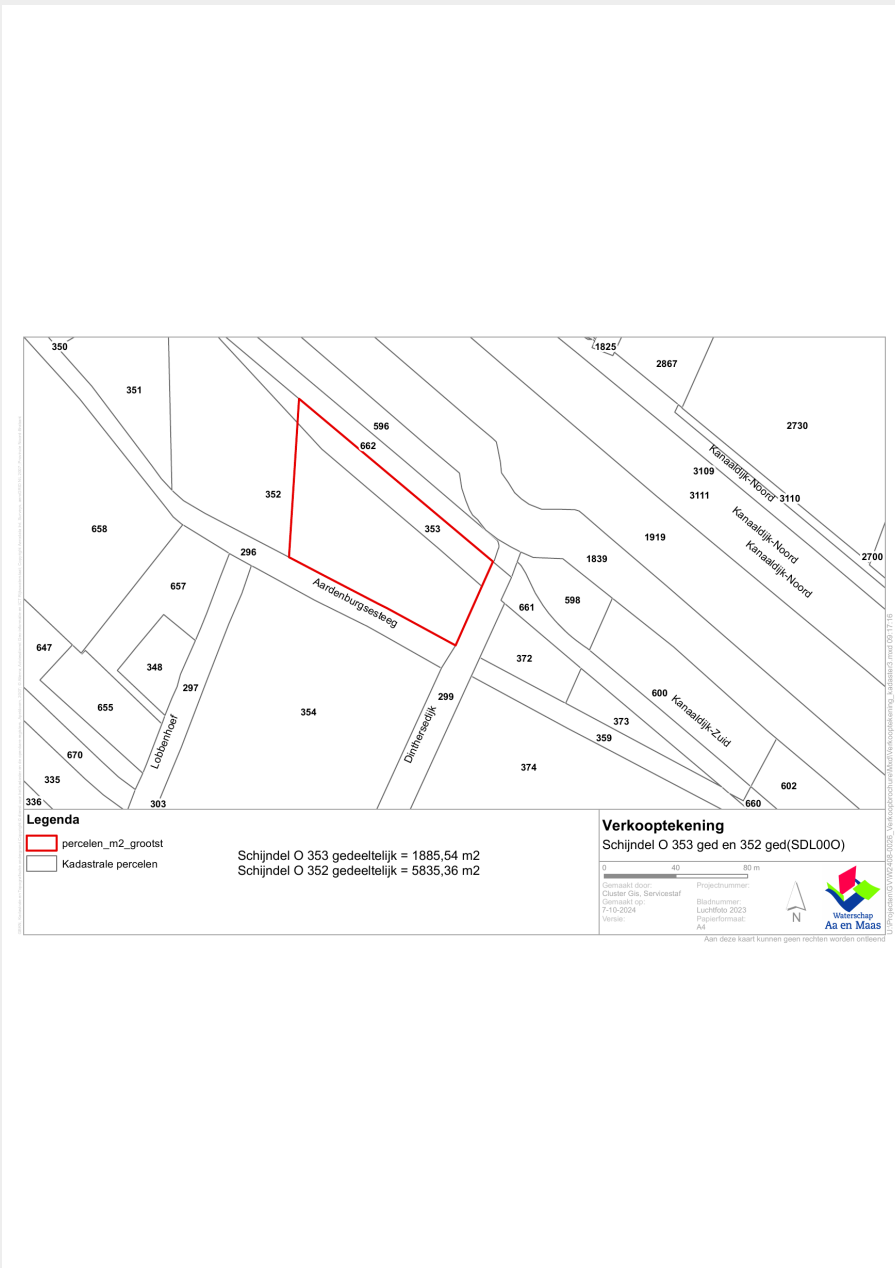 350
351
1825
2867
2730
596
662
Kanaaldijk-Noord
3109
3110
3111
352
353
Kanaaldijk-Noord
Kanaaldijk-Noord
658
296
1919
1839
2700
657
Aardenburgsesteeg
661
598
647
348
372
297
655
299
600
Kanaaldijk-Zuid
354
373
359
Lobbenhoef
Dinthersedijk
670
335
374
602
336
303
660
Legenda
percelen_m2_grootst
Kadastrale percelen
Schijndel O 353 gedeeltelijk = 1885,54 m2
Schijndel O 352 gedeeltelijk = 5835,36 m2
Verkooptekening
Schijndel O 353 ged en 352 ged(SDL00O)
0 40 80 m
Gemaakt door: Projectnummer:
Cluster Gis, Servicestaf
Gemaakt op: Bladnummer:
7-10-2024 Luchtfoto 2023
Versie: Papierformaat:
A4
N
Waterschap
Aa en Maas
Aan deze kaart kunnen geen rechten worden ontleend